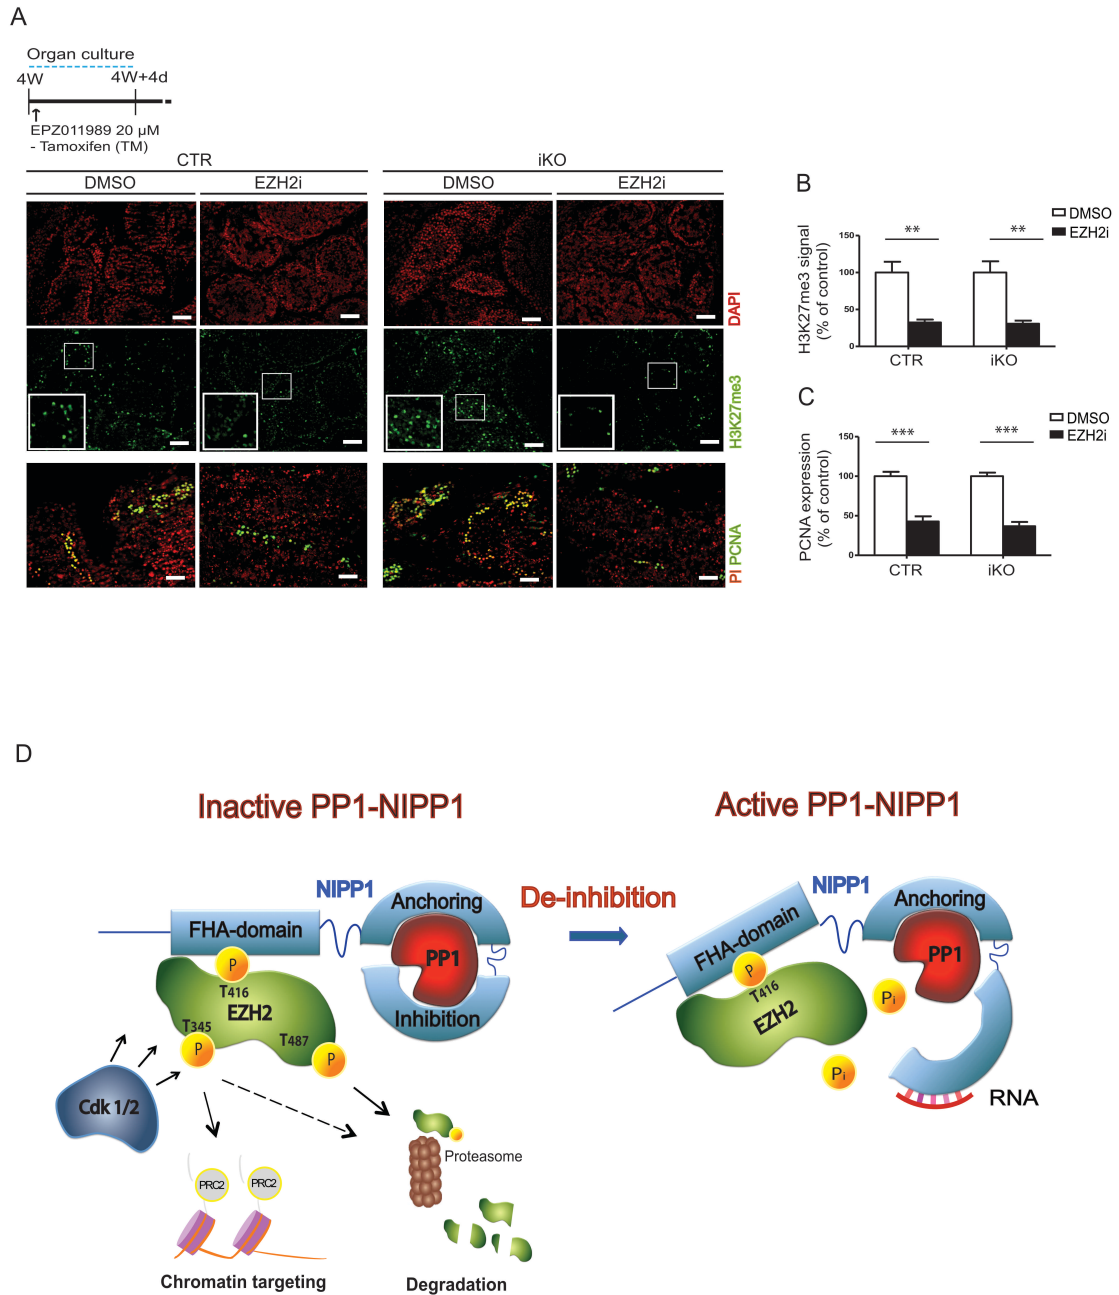 A
Organ culture
4W
4W+4d
EPZ011989 20 µM
- Tamoxifen (TM)
CTR
iKO
DMSO
EZH2i
DMSO
EZH2i
DAPI
H3K27me3
PI PCNA
B
DMSO
EZH2i
H3K27me3 signal
(% of control)
150
100
50
0
**
**
CTR
iKO
C
DMSO
EZH2i
PCNA expression
(% of control)
150
100
50
0
***
***
CTR
iKO
D
Inactive PP1-NIPP1
Active PP1-NIPP1
NIPP1
Anchoring
FHA-domain
PP1
Inhibition
P
T416
EZH2
T345
T487
P
P
Cdk 1/2
PRC2
PRC2
Chromatin targeting
Proteasome
Degradation
De-inhibition
NIPP1
Anchoring
FHA-domain
PP1
P
T416
EZH2
Pi
Pi
RNA